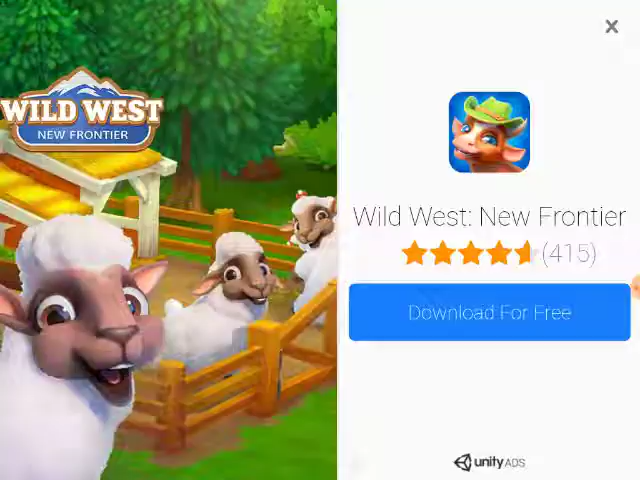 WILD WEST
NEW FRONTIER
Wild West: New Frontier
(415)
Download For Free
unity ADS